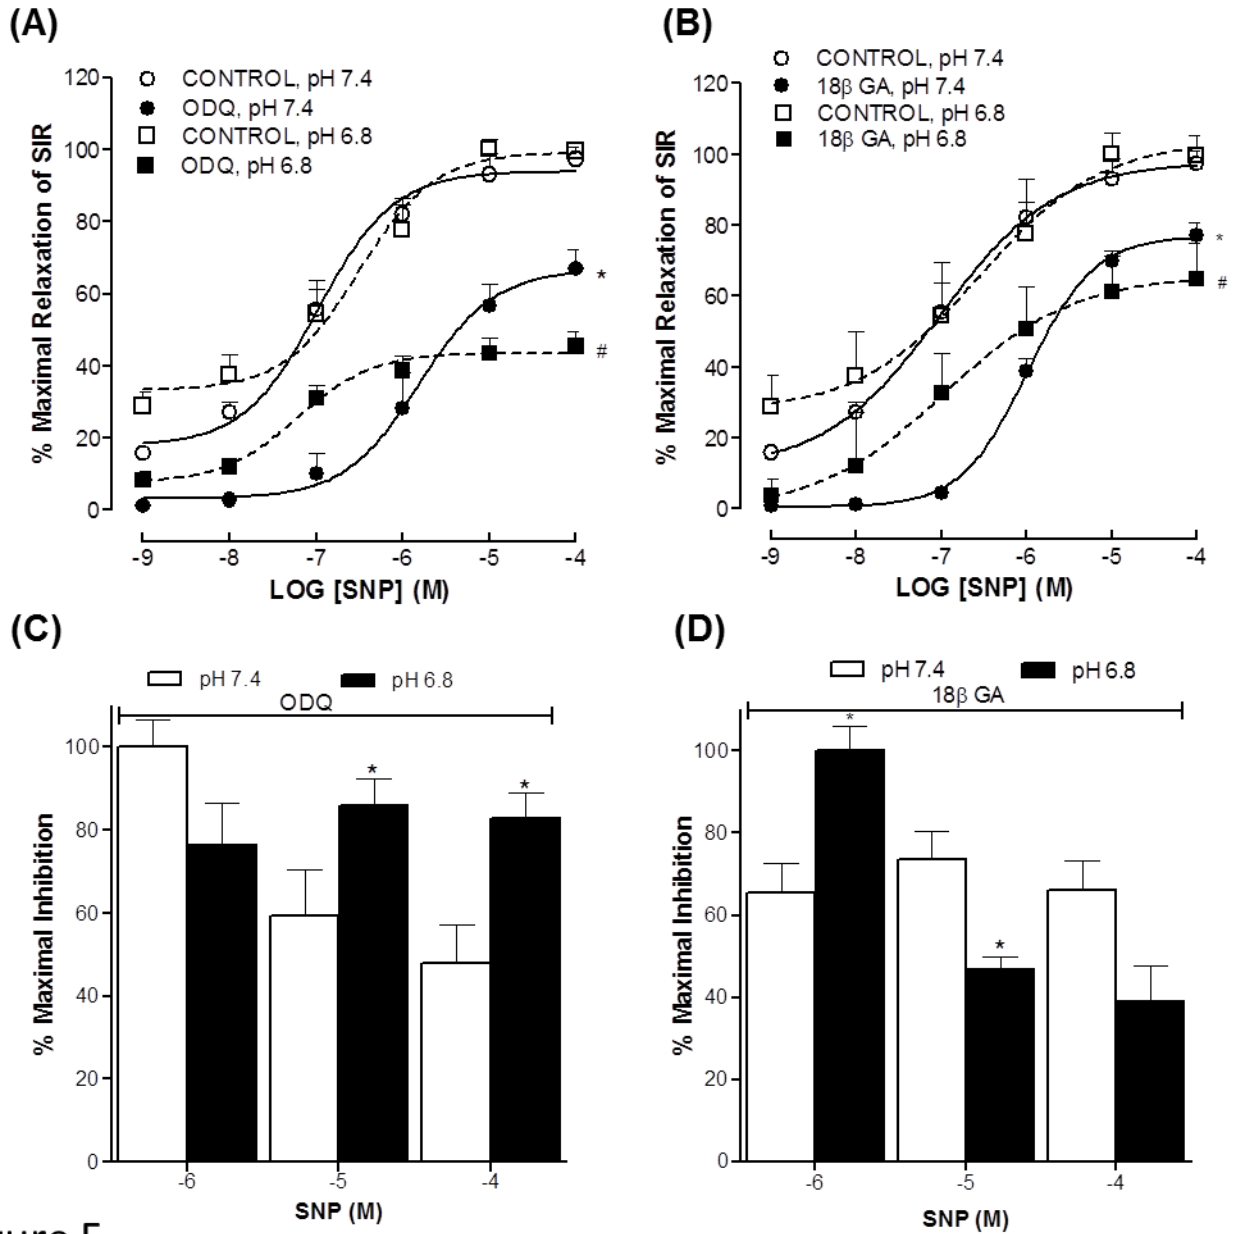 (A)
CONTROL, pH 7.4
ODQ, pH 7.4
CONTROL, pH 6.8
ODQ, pH 6.8
% Maximal Relaxation of SIR
120
100
80
60
40
20
0
*
#
-9 -8 -7 -6 -5 -4
LOG [SNP] (M)
(B)
CONTROL, pH 7.4
18β GA, pH 7.4
CONTROL, pH 6.8
18β GA, pH 6.8
% Maximal Relaxation of SIR
120
100
80
60
40
20
0
*
#
-9 -8 -7 -6 -5 -4
LOG [SNP] (M)
(C)
pH 7.4 pH 6.8
ODQ
% Maximal Inhibition
100
80
60
40
20
0
* *
-6 -5 -4
SNP (M)
(D)
pH 7.4 pH 6.8
18β GA
% Maximal Inhibition
100
80
60
40
20
0
* *
-6 -5 -4
SNP (M)